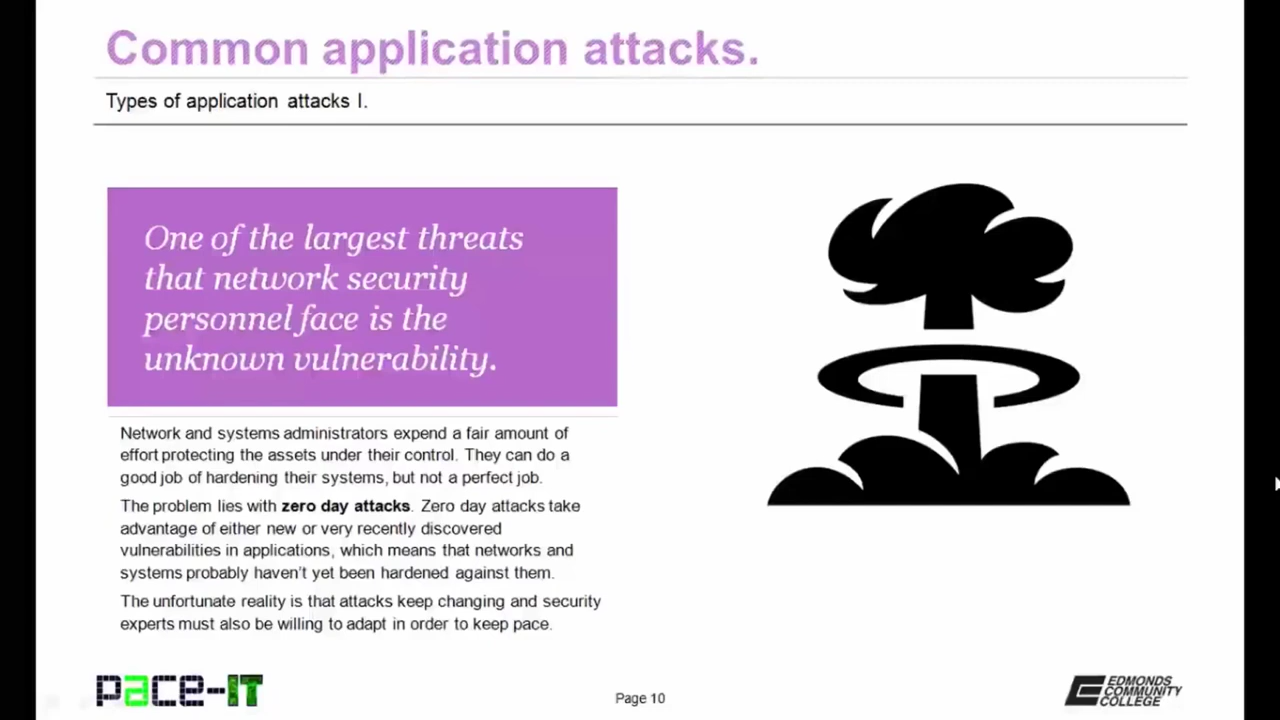 Common application attacks.
Types of application attacks I.
One of the largest threats
that network security
personnel face is the
unknown vulnerability.
Network and systems administrators expend a fair amount of
effort protecting the assets under their control. They can do a
good job of hardening their systems, but not a perfect job.
The problem lies with zero day attacks. Zero day attacks take
advantage of either new or very recently discovered
vulnerabilities in applications, which means that networks and
systems probably haven't yet been hardened against them.
The unfortunate reality is that attacks keep changing and security
experts must also be willing to adapt in order to keep pace.
pace-IT
Page 10
EDMONDS
COMMUNITY
COLLEGE